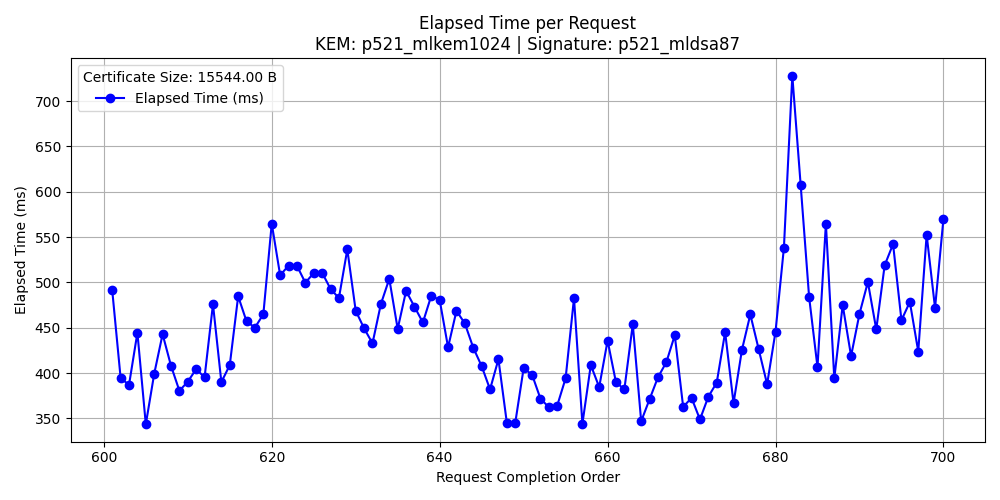 Elapsed Time per Request
KEM: p521_mlkem1024 | Signature: p521_mldsa87
Certificate Size: 15544.00 B
Elapsed Time (ms)
Elapsed Time (ms)
700
650
600
550
500
450
400
350
600
620
640
660
680
700
Request Completion Order